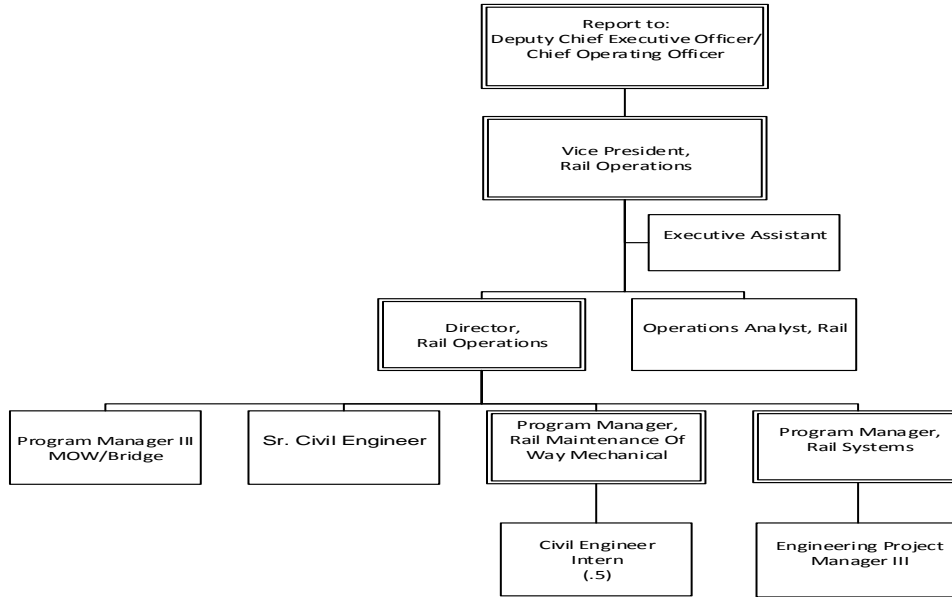 Report to:
Deputy Chief Executive Officer/
Chief Operating Officer
Vice President,
Rail Operations
Executive Assistant
Director,
Rail Operations
Operations Analyst, Rail
Program Manager III
MOW/Bridge
Sr. Civil Engineer
Program Manager,
Rail Maintenance Of
Way Mechanical
Program Manager,
Rail Systems
Civil Engineer
Intern
(.5)
Engineering Project
Manager III